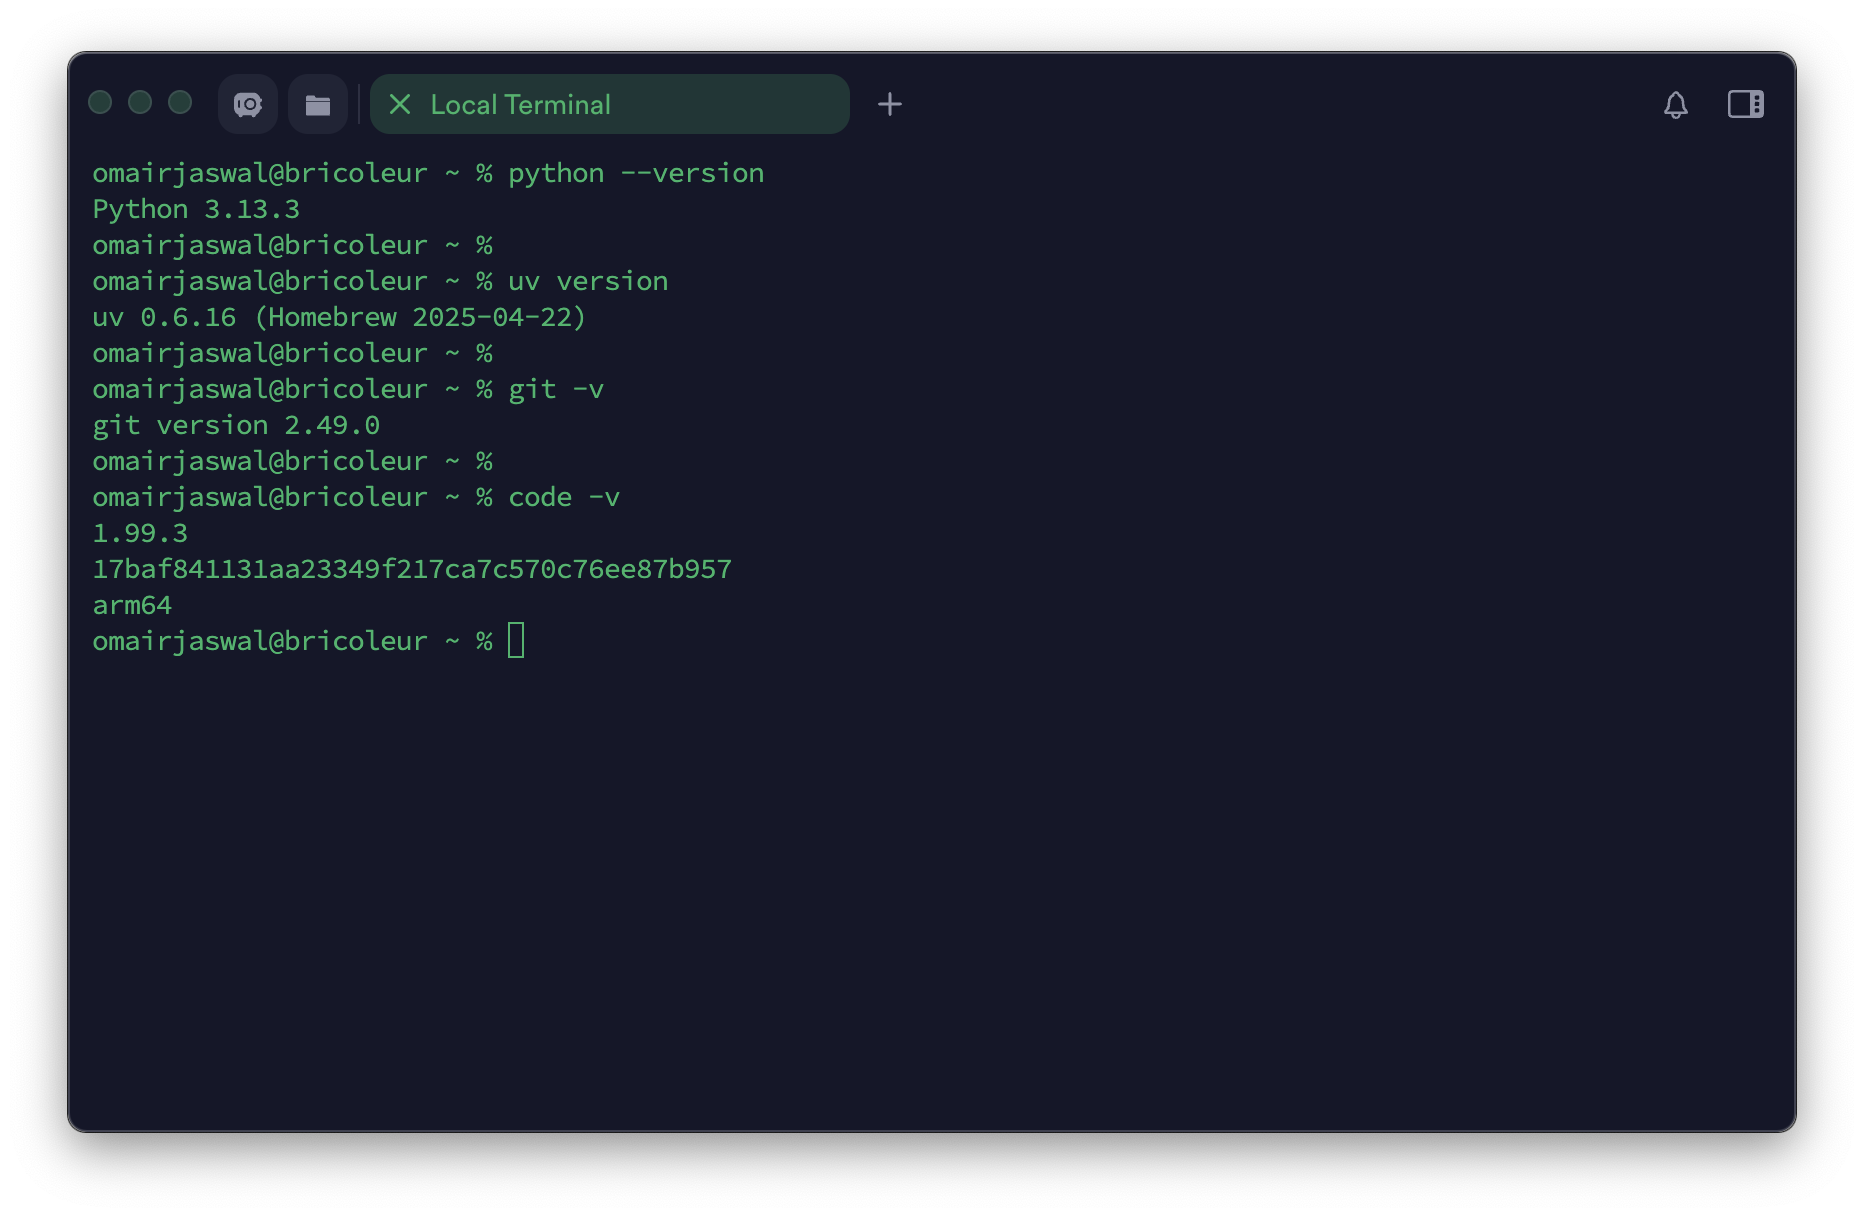 Local Terminal
omairjaswal@bricoleur ~ % python --version
Python 3.13.3
omairjaswal@bricoleur ~ %
omairjaswal@bricoleur ~ % uv version
uv 0.6.16 (Homebrew 2025-04-22)
omairjaswal@bricoleur ~ %
omairjaswal@bricoleur ~ % git -v
git version 2.49.0
omairjaswal@bricoleur ~ %
omairjaswal@bricoleur ~ % code -v
1.99.3
17baf841131aa23349f217ca7c570c76ee87b957
arm64
omairjaswal@bricoleur ~ %